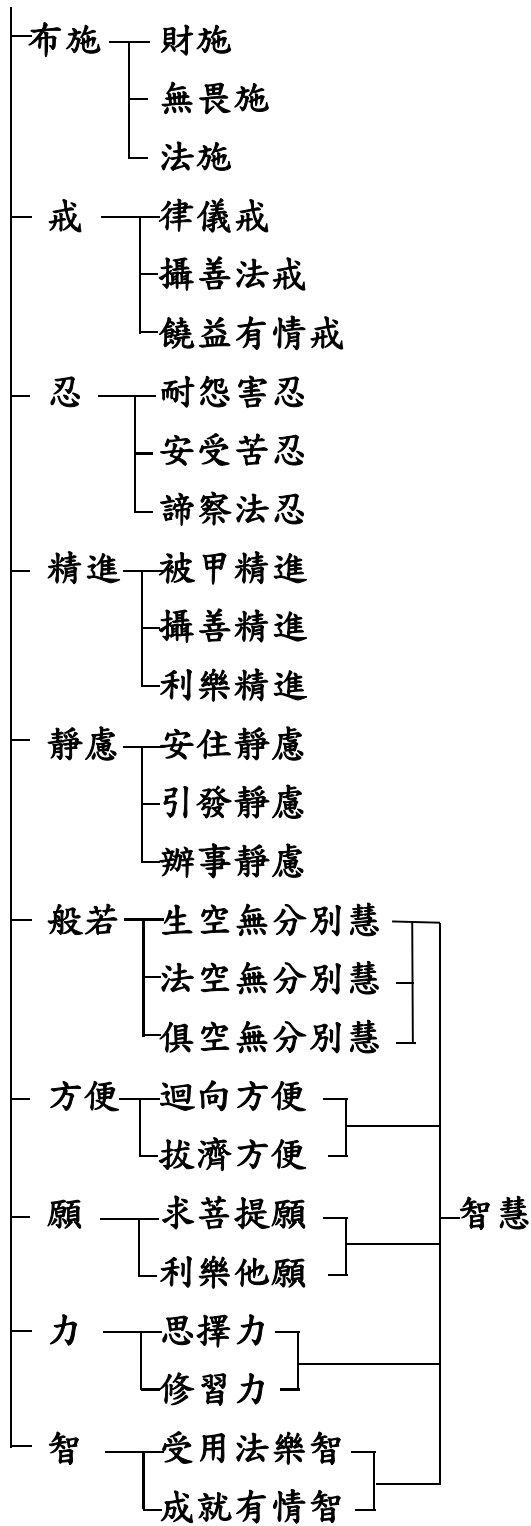 布施 財施
無畏施
法施
戒 律儀戒
攝善法戒
饒益有情戒
忍 耐怨害忍
安受苦忍
諦察法忍
精進 被甲精進
攝善精進
利樂精進
靜慮 安住靜慮
引發靜慮
辦事靜慮
般若 生空無分別慧
法空無分別慧
俱空無分別慧
方便 迴向方便
拔濟方便
願 求菩提願 智慧
利樂他願
力 思擇力
修習力
智 受用法樂智
成就有情智